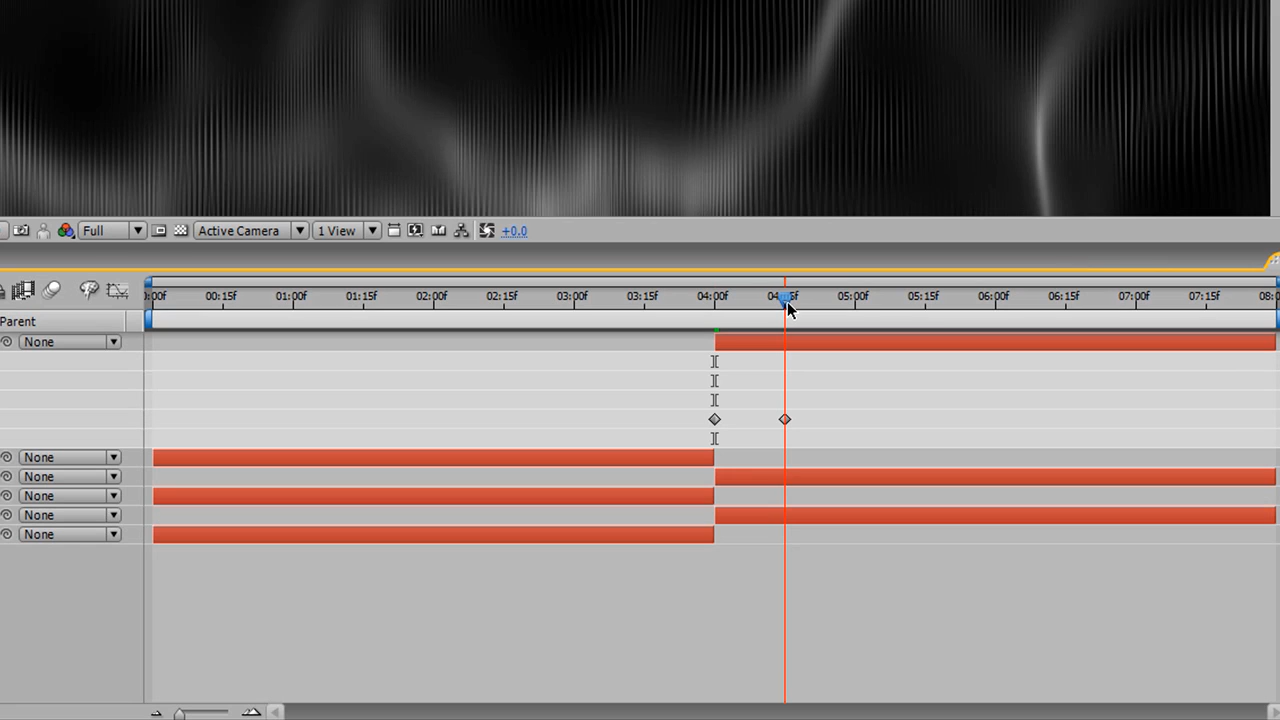 Full Active Camera 1 View +0.0
:00f 00:15f 01:00f 01:15f 02:00f 02:15f 03:00f 03:15f 04:00f 05:00f 05:15f 06:00f 06:15f 07:00f 07:15f 08:0
Parent
None
None
None
None
None
None